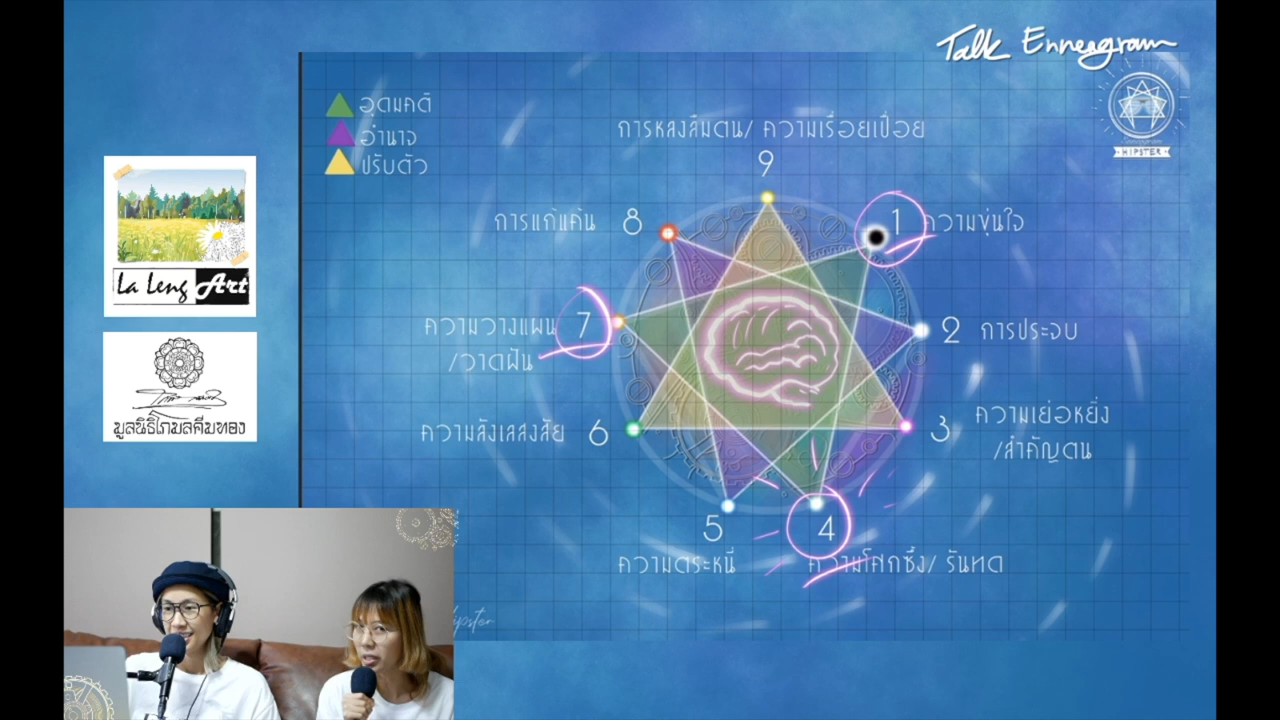 Talk Enneagram
อุดมคติ
อำนาจ
ปรับตัว
การหลงลืมตน/ ความเรื่อยเปื่อย
9
การแก้แค้น 8
1 ความขุ่นใจ
HIPSTER
ความวางแผน 7
/วาดฝัน
2 การประจบ
ความลังเลสงสัย 6
3 ความเย่อหยิ่ง
/สำคัญตน
5
ความตระหนี่
4
ความโศกซึ้ง/ รันทด
La Leng Art
มูลนิธิโกมลคีมทอง